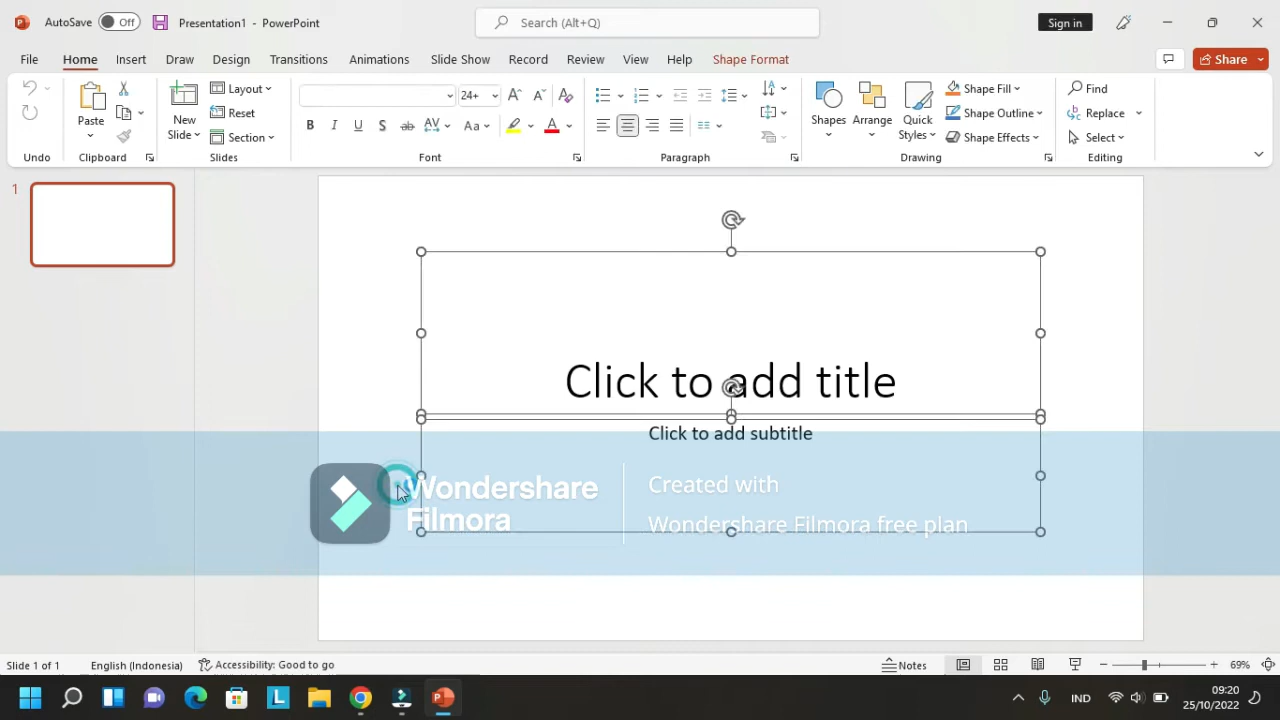 AutoSave Off Presentation1 - PowerPoint Search (Alt+Q) Sign in
File Home Insert Draw Design Transitions Animations Slide Show Record Review View Help Shape Format Share
Undo
Paste
Clipboard
New
Slide
Layout
Reset
Section
Slides
24+
B I U S ab AV Aa A
Font
Paragraph
Shapes Arrange Quick
Styles
Shape Fill
Shape Outline
Shape Effects
Drawing
Find
Replace
Select
Editing
1
Click to add title
Click to add subtitle
Wondershare
Filmora
Created with
Wondershare Filmora free plan
Slide 1 of 1 English (Indonesia) Accessibility: Good to go Notes 69%
IND 09:20
25/10/2022